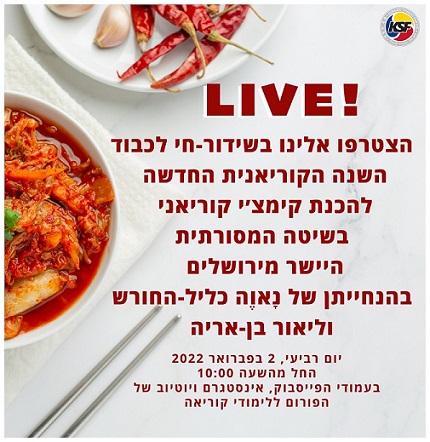 KSF
LIVE!
הצטרפו אלינו בשידור-חי לכבוד
השנה הקוריאנית החדשה
להכנת קימצ׳י קוריאני
בשיטה המסורתית
היישר מירושלים
בהנחייתן של נָאוֶה כליל-החורש
וליאור בן-אריה
יום רביעי, 2 בפברואר 2022
החל מהשעה 10:00
בעמודי הפייסבוק, אינסטגרם ויוטיוב של
הפורום ללימודי קוריאה